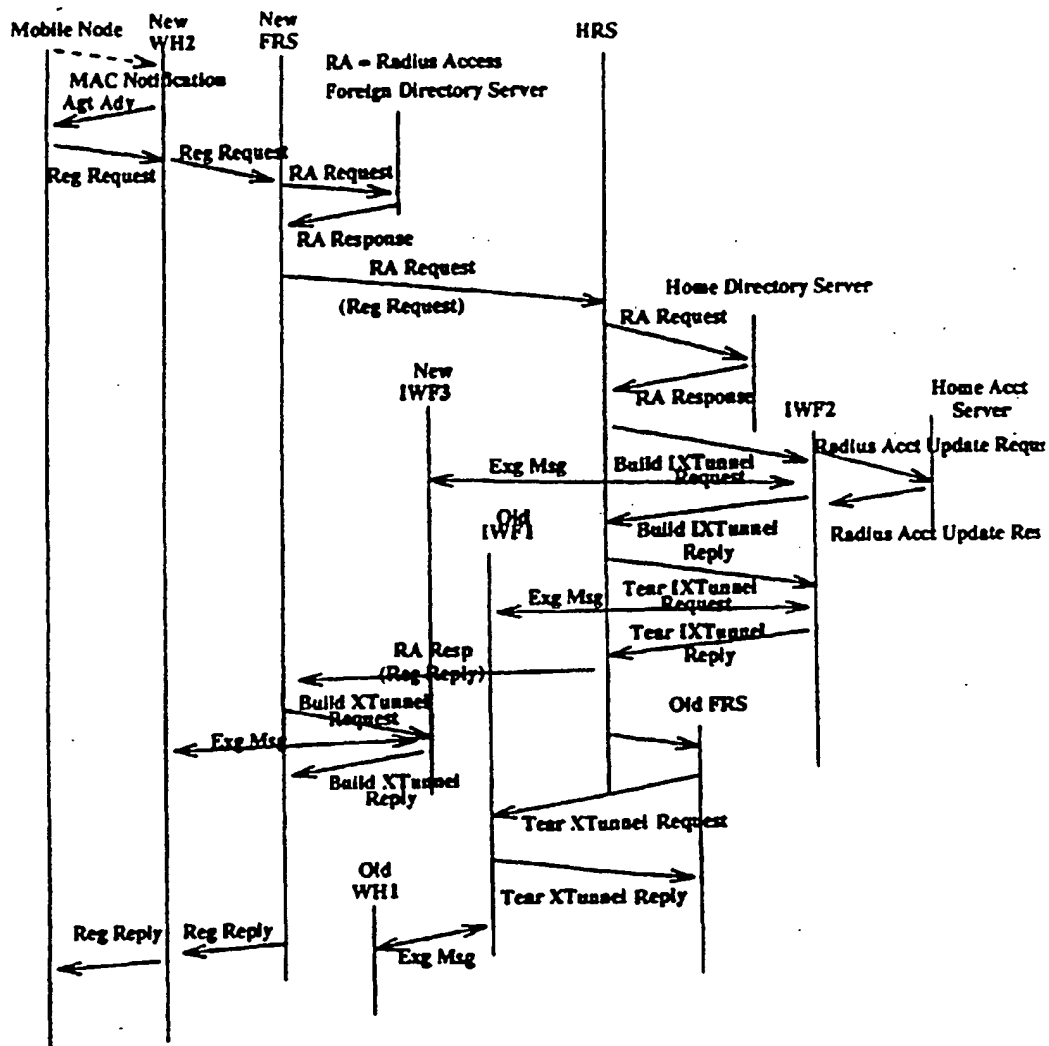 Mobile Node
New
WH2
New
FRS
HRS
RA = Radius Access
Foreign Directory Server
MAC Notification
Agt Adv
Reg Request
Reg Request
RA Request
RA Response
RA Request
(Reg Request)
Home Directory Server
RA Request
RA Response
New
IWF3
IWF2
Home Acct
Server
Radius Acct Update Requ
Exg Msg
Build IXTunnel
Request
Old
IWF1
Build IXTunnel
Reply
Radius Acct Update Res
Exg Msg
Tear IXTunnel
Request
Tear IXTunnel
Reply
RA Resp
(Reg Reply)
Build XTunnel
Request
Old FRS
Exg Msg
Build XTunnel
Reply
Tear XTunnel Request
Old
WH1
Tear XTunnel Reply
Reg Reply
Reg Reply
Exg Msg